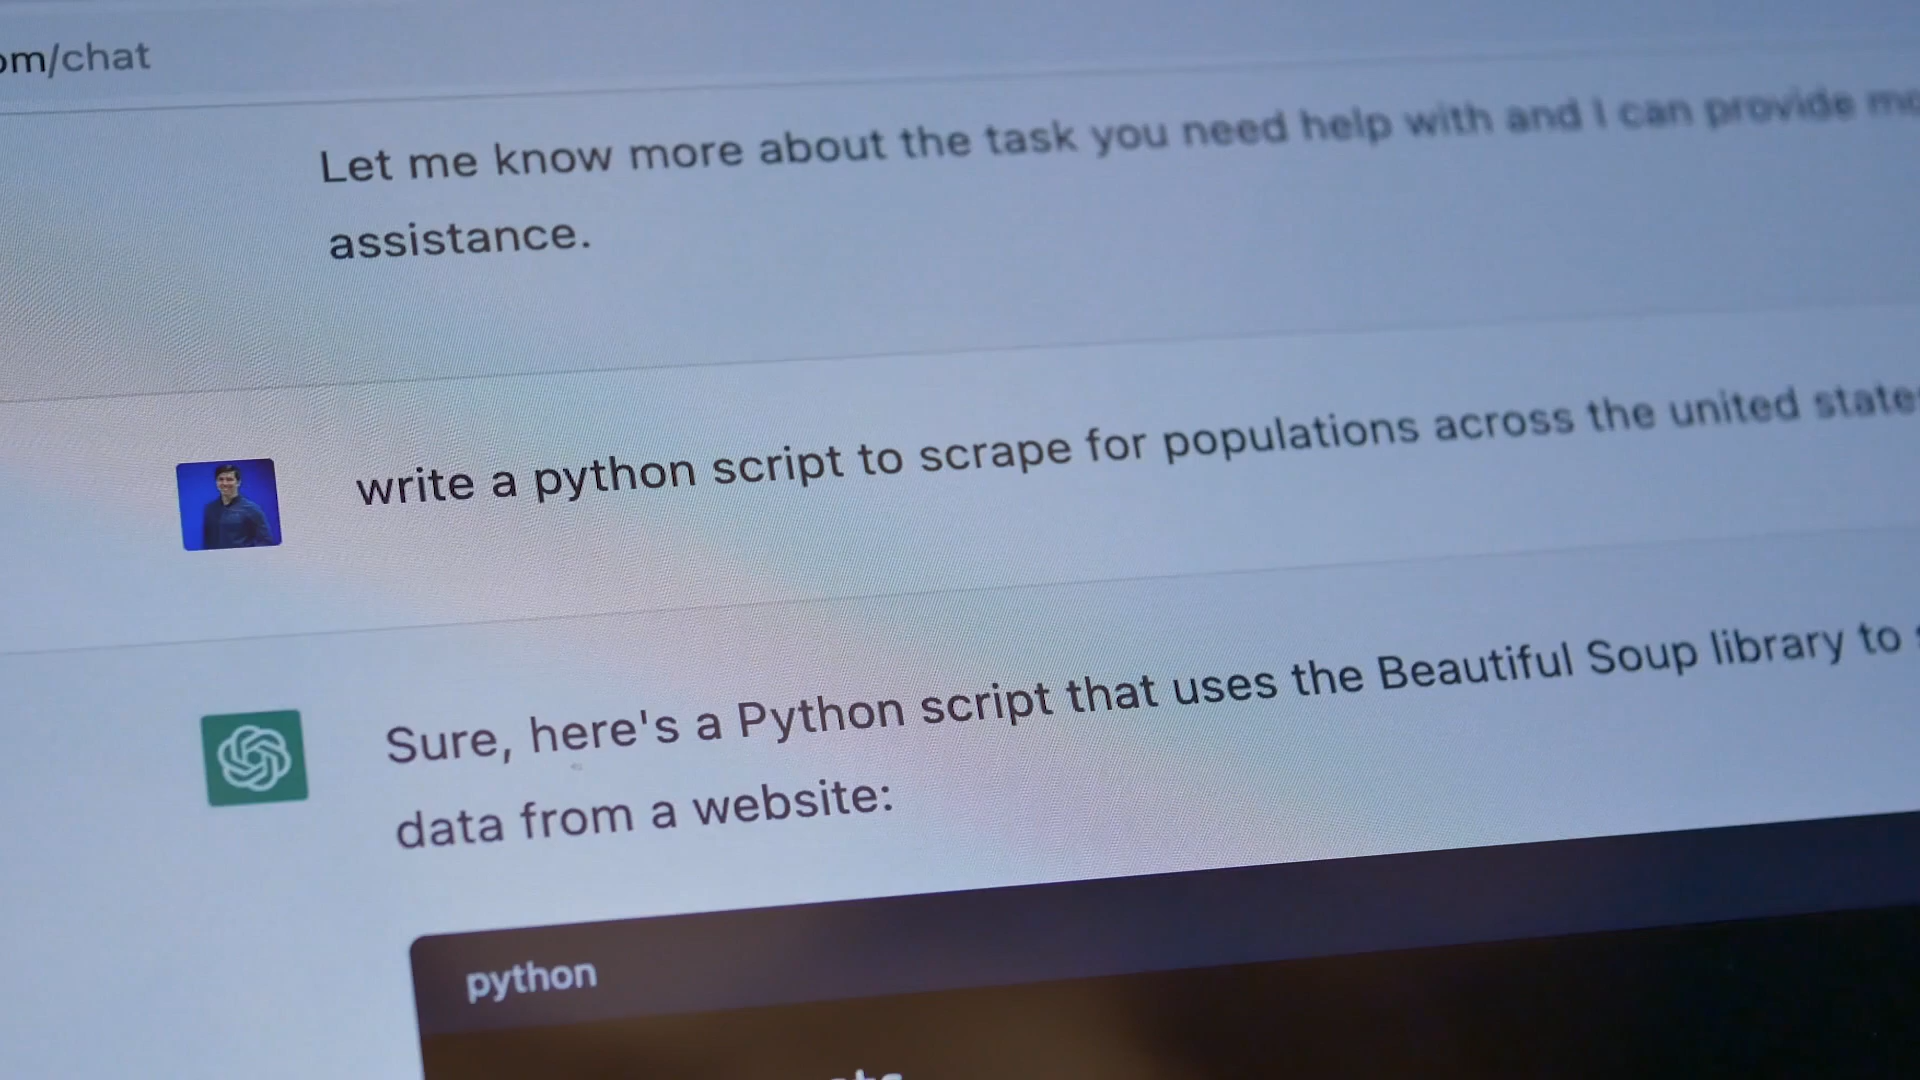 om/chat
Let me know more about the task you need help with and I can provide
assistance.
write a python script to scrape for populations across the united states
Sure, here's a Python script that uses the Beautiful Soup library to
data from a website:
python